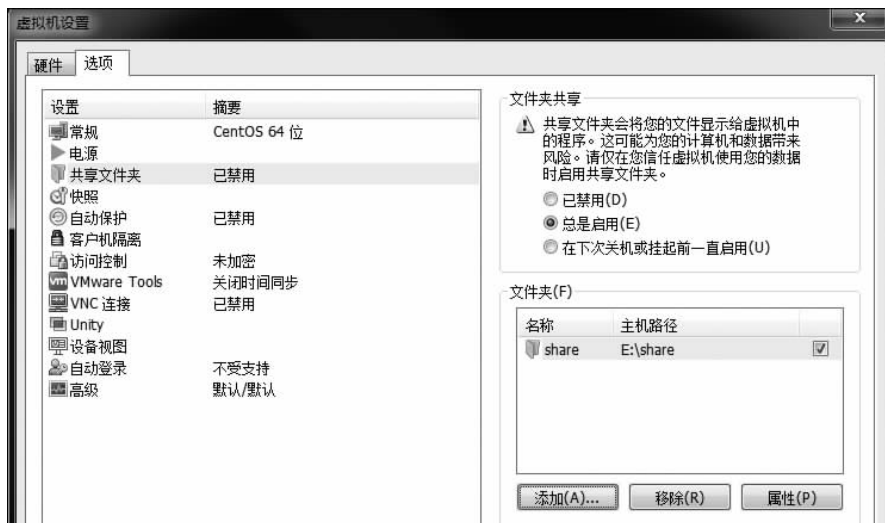 虚拟机设置
硬件 选项
设置 摘要
常规 CentOS 64 位
电源
共享文件夹 已禁用
快照
自动保护 已禁用
客户机隔离
访问控制 未加密
VMware Tools 关闭时间同步
VNC 连接 已禁用
Unity
设备视图
自动登录 不受支持
高级 默认/默认
文件夹共享
共享文件夹会将您的文件显示给虚拟机中
的程序。这可能为您的计算机和数据带来
风险。请仅在您信任虚拟机使用您的数据
时启用共享文件夹。
已禁用(D)
总是启用(E)
在下次关机或挂起前一直启用(U)
文件夹(F)
名称 主机路径
share E:\share
添加(A)... 移除(R) 属性(P)